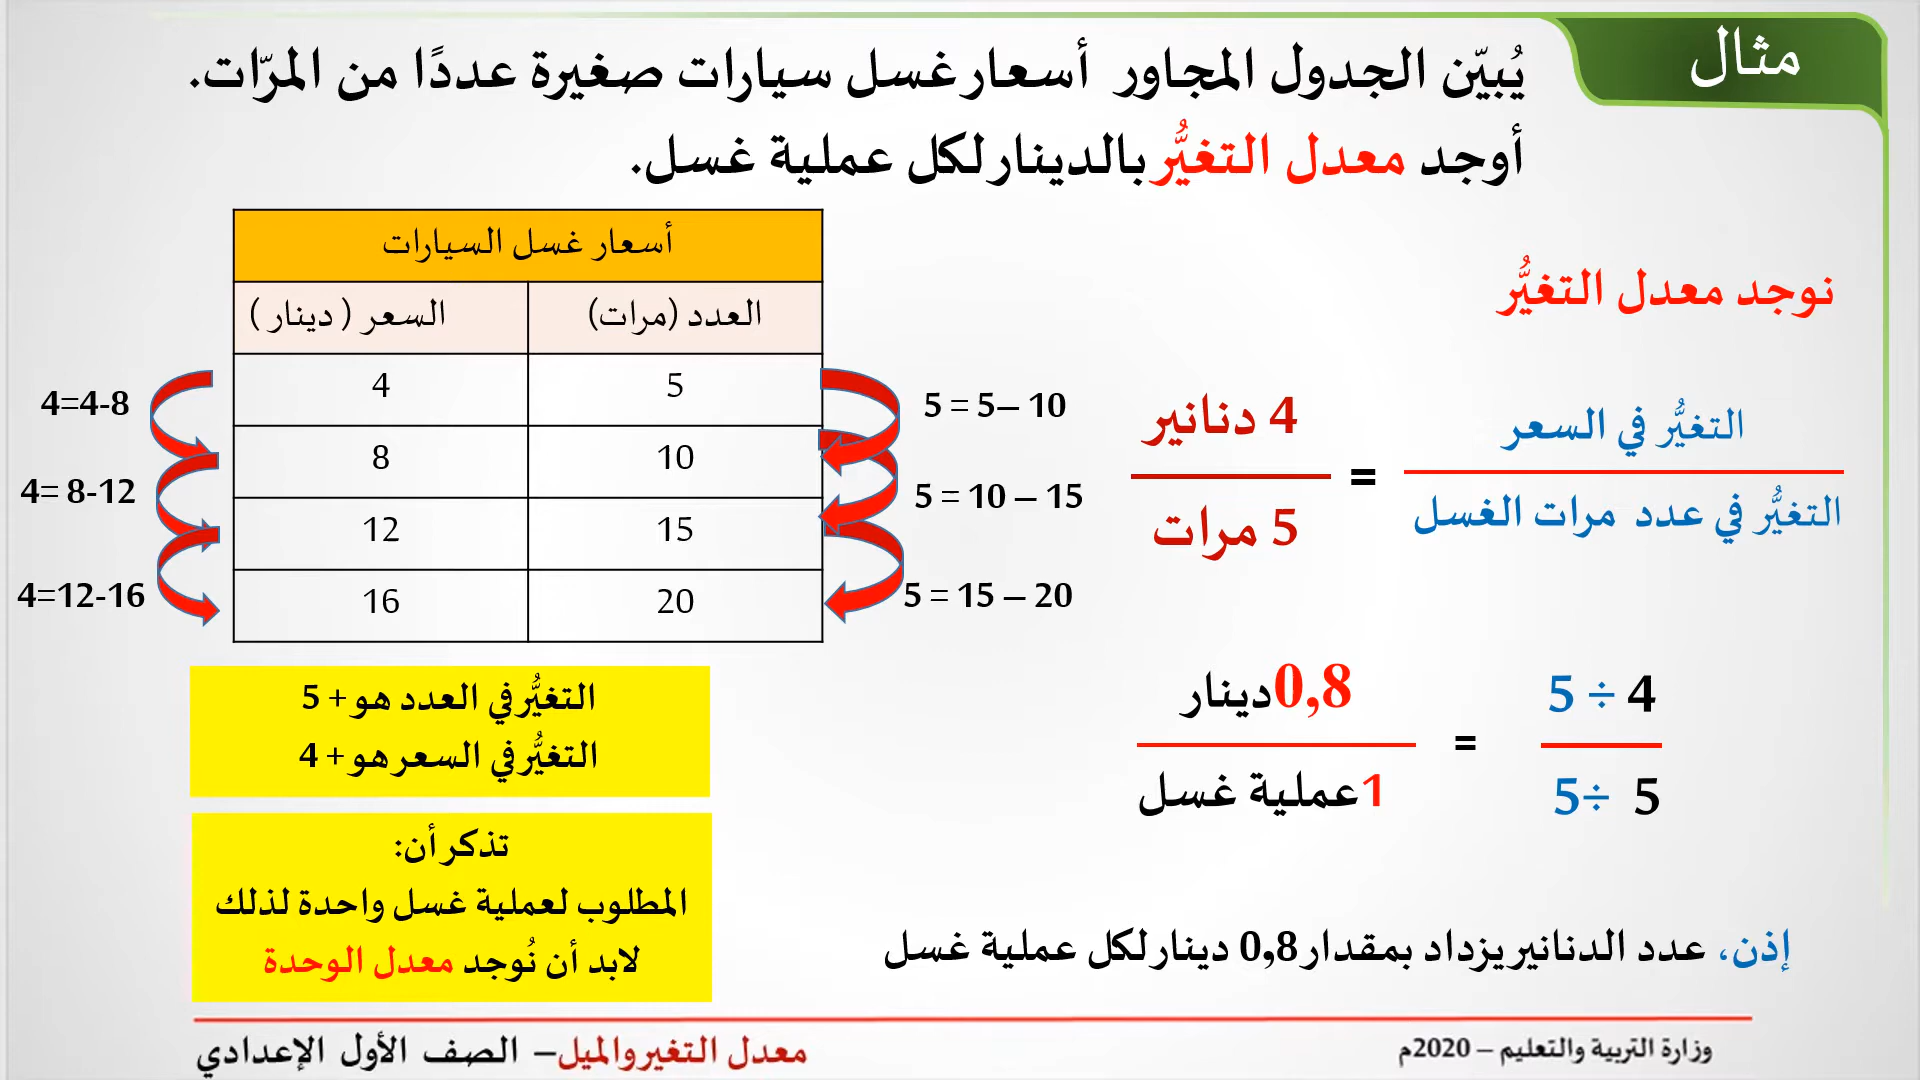 مثال
يُبيّن الجدول المجاور أسعار غسل سيارات صغيرة عددًا من المرّات.
أوجد معدل التغيُّر بالدينار لكل عملية غسل.
أسعار غسل السيارات
العدد (مرات) السعر ( دينار )
5 4
10 8
15 12
20 16
5 = 5– 10
5 = 10 – 15
5 = 15 – 20
4=4-8
4= 8-12
4=12-16
نوجد معدل التغيُّر
التغيُّر في السعر
التغيُّر في عدد مرات الغسل
=
4 دنانير
5 مرات
4 ÷ 5
5 ÷5
=
0,8دينار
1عملية غسل
التغيُّر في العدد هو+ 5
التغيُّر في السعر هو+ 4
تذكر أن:
المطلوب لعملية غسل واحدة لذلك
لابد أن نُوجد معدل الوحدة
إذن، عدد الدنانير يزداد بمقدار 0,8 دينار لكل عملية غسل
وزارة التربية والتعليم – 2020م
معدل التغير والميل– الصف الأول الإعدادي